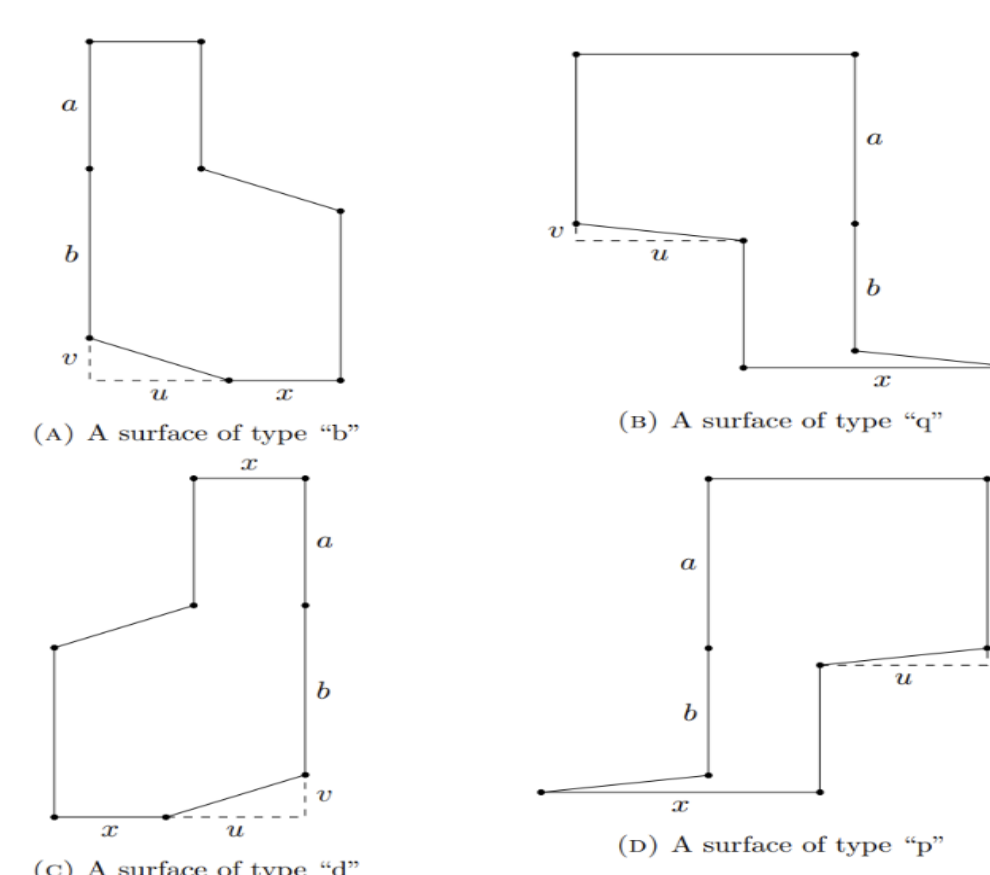 a
a
b
v
u
b
v
u
x
x
(A) A surface of type “b”
(B) A surface of type “q”
x
a
a
b
b
v
u
x
u
x
(C) A surface of type “d”
(D) A surface of type “p”